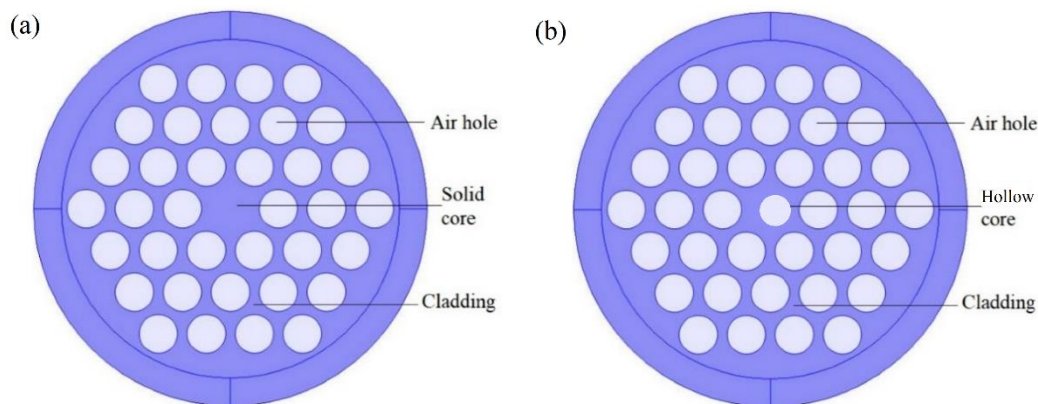 (a)
Air hole
Solid
core
Cladding
(b)
Air hole
Hollow
core
Cladding